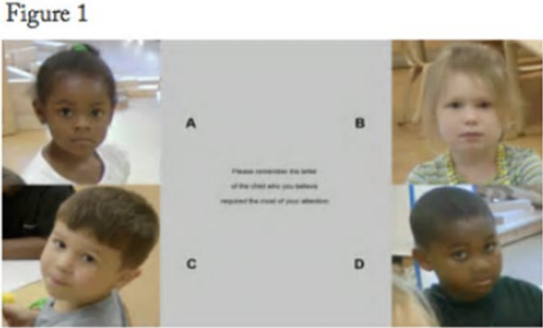 Figure 1
A
B
Please remember the letter
of the child who you believe
required the most of your attention
C
D